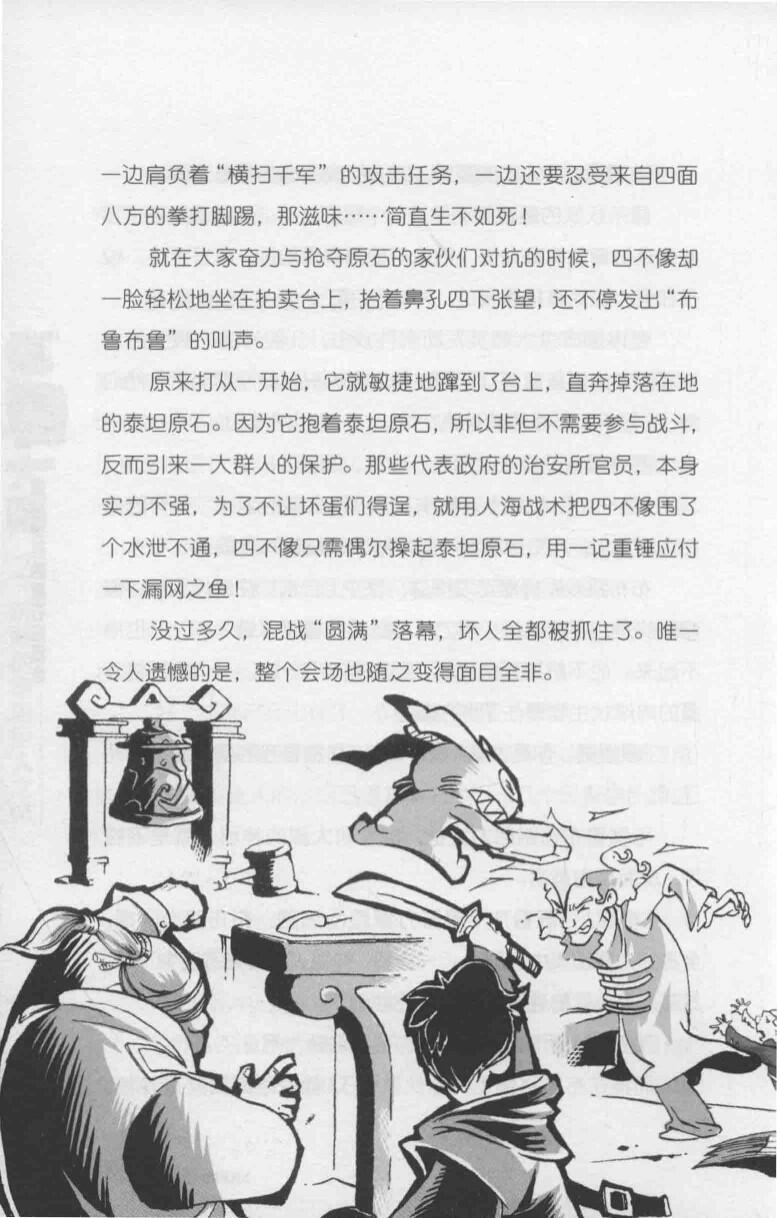 一边肩负着“横扫千军”的攻击任务，一边还要忍受来自四面
八方的拳打脚踢，那滋味……简直生不如死！
就在大家奋力与抢夺原石的家伙们对抗的时候，四不像却
一脸轻松地坐在拍卖台上，抬着鼻孔四下张望，还不停发出“布
鲁布鲁”的叫声。
原来打从一开始，它就敏捷地蹿到了台上，直奔掉落在地
的泰坦原石。因为它抱着泰坦原石，所以非但不需要参与战斗，
反而引来一大群人的保护。那些代表政府的治安所官员，本身
实力不强，为了不让坏蛋们得逞，就用人海战术把四不像围了
个水泄不通，四不像只需偶尔操起泰坦原石，用一记重锤应付
一下漏网之鱼！
没过多久，混战“圆满”落幕，坏人全都被抓住了。唯一
令人遗憾的是，整个会场也随之变得面目全非。